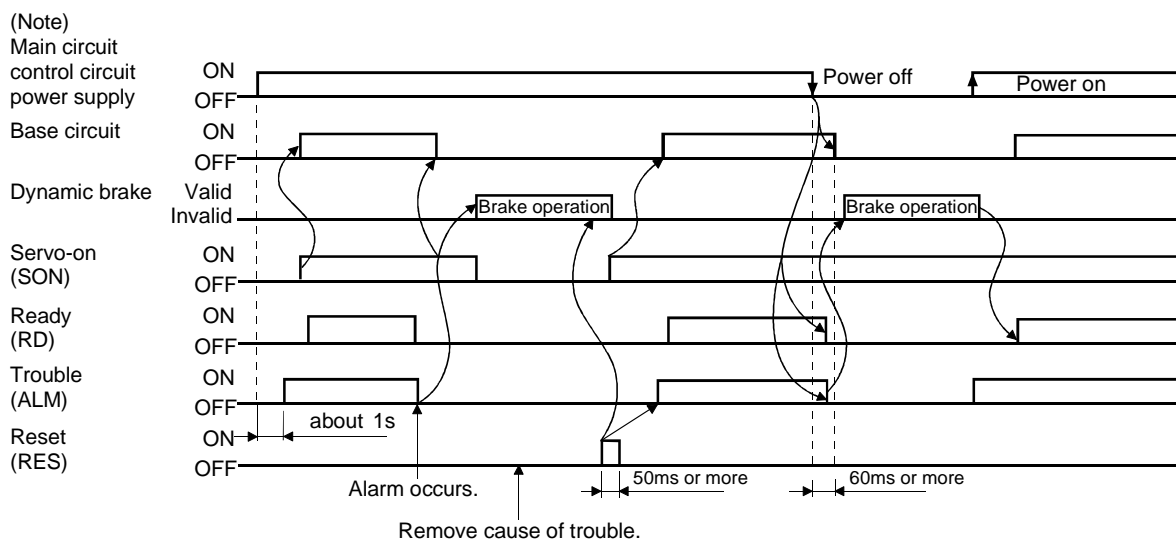 (Note)
Main circuit
control circuit
power supply
ON
OFF
Power off
Power on
Base circuit
ON
OFF
Dynamic brake
Valid
Invalid
Brake operation
Brake operation
Servo-on
(SON)
ON
OFF
Ready
(RD)
ON
OFF
Trouble
(ALM)
ON
OFF
about 1s
Reset
(RES)
ON
OFF
50ms or more
60ms or more
Alarm occurs.
Remove cause of trouble.